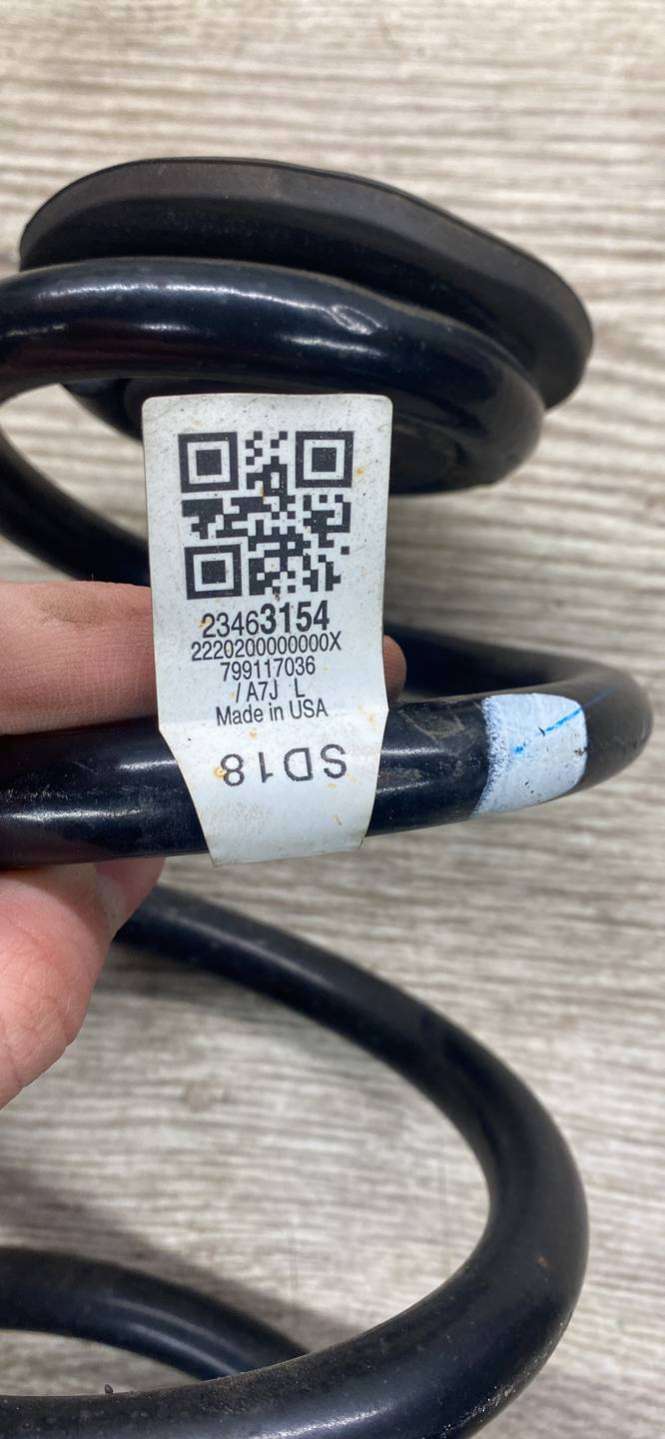 23463154
2220200000000X
799117036
/ A7J L
Made in USA
SD18